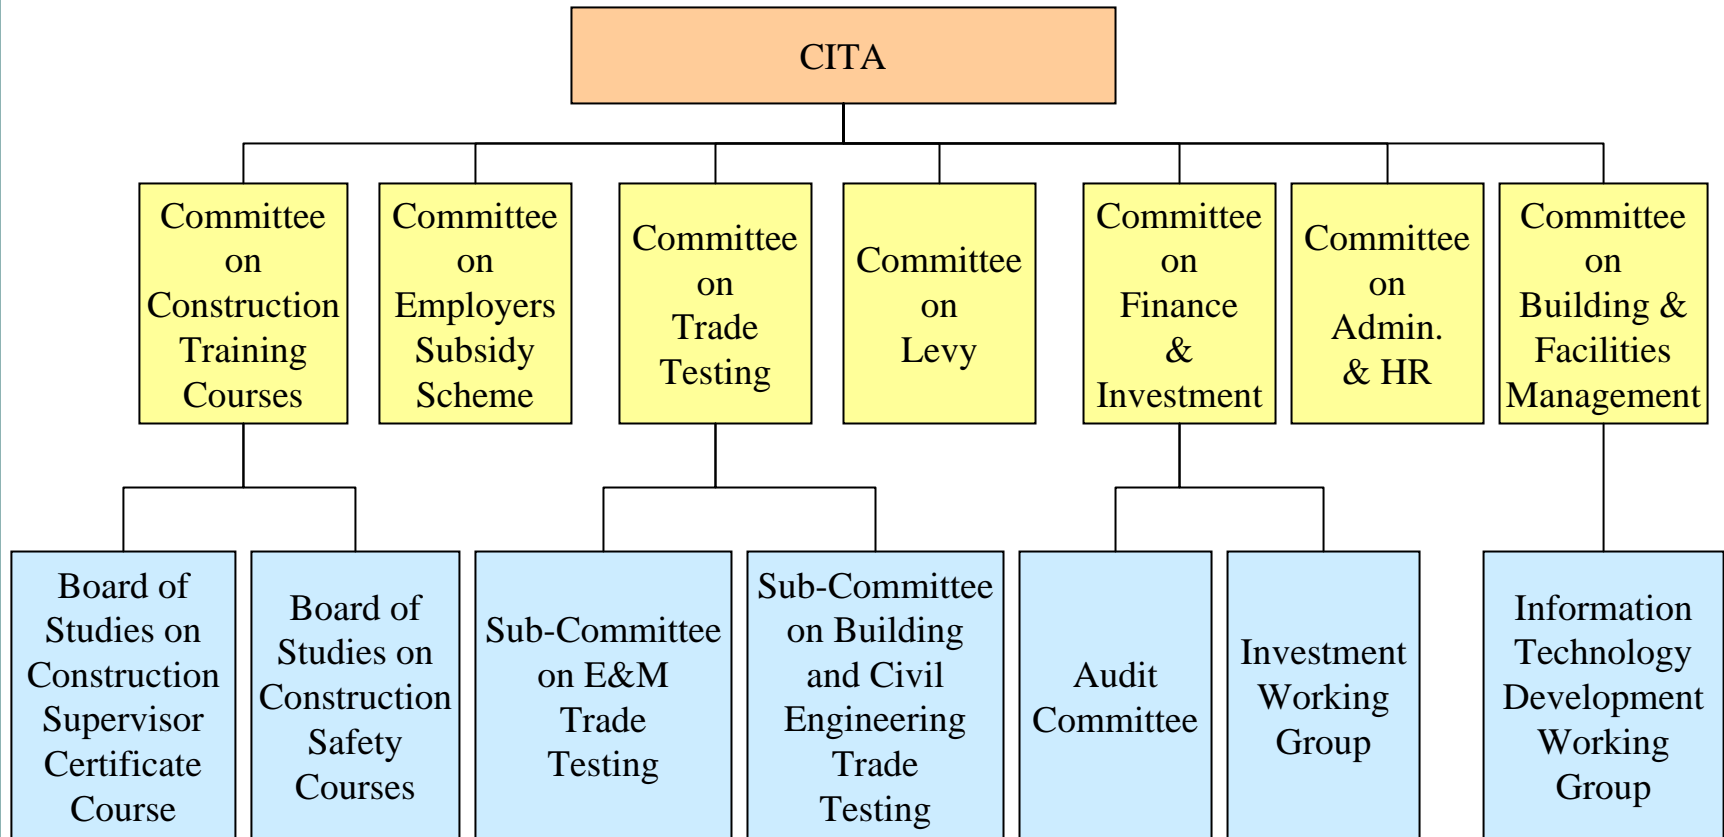 CITA
Committee
on
Construction
Training
Courses
Committee
on
Employers
Subsidy
Scheme
Committee
on
Trade
Testing
Committee
on
Levy
Committee
on
Finance
&
Investment
Committee
on
Admin.
& HR
Committee
on
Building &
Facilities
Management
Board of
Studies on
Construction
Supervisor
Certificate
Course
Board of
Studies on
Construction
Safety
Courses
Sub-Committee
on E&M
Trade
Testing
Sub-Committee
on Building
and Civil
Engineering
Trade
Testing
Audit
Committee
Investment
Working
Group
Information
Technology
Development
Working
Group